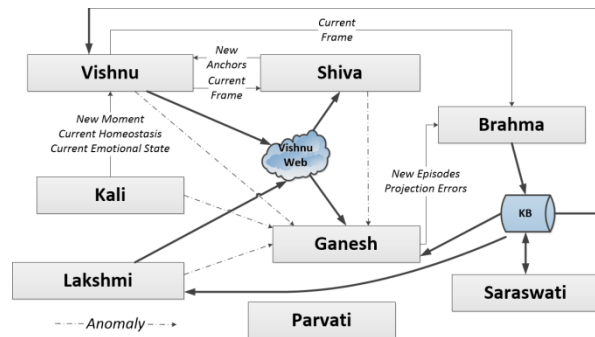 Current
Frame
New
Anchors
Vishnu
Shiva
Current
Frame
New Moment
Current Homeostasis
Current Emotional State
Brahma
Vishnu
Web
New Episodes
Projection Errors
Kali
KB
Ganesh
Lakshmi
Saraswati
Parvati
Anomaly